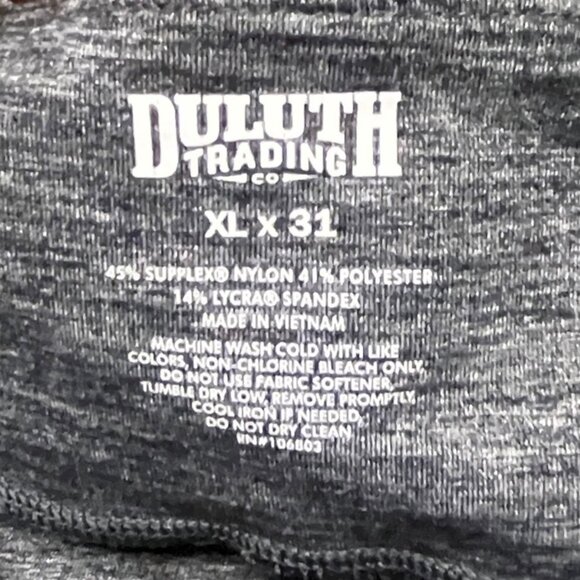 DULUTH
TRADING
CO
XL X 31
45% SUPPLEX® NYLON 41% POLYESTER
14% LYCRA® SPANDEX
MADE IN VIETNAM
MACHINE WASH COLD WITH LIKE
COLORS, NON-CHLORINE BLEACH ONLY,
DO NOT USE FABRIC SOFTENER,
TUMBLE DRY LOW, REMOVE PROMPTLY,
COOL IRON IF NEEDED,
DO NOT DRY CLEAN
VN#106803